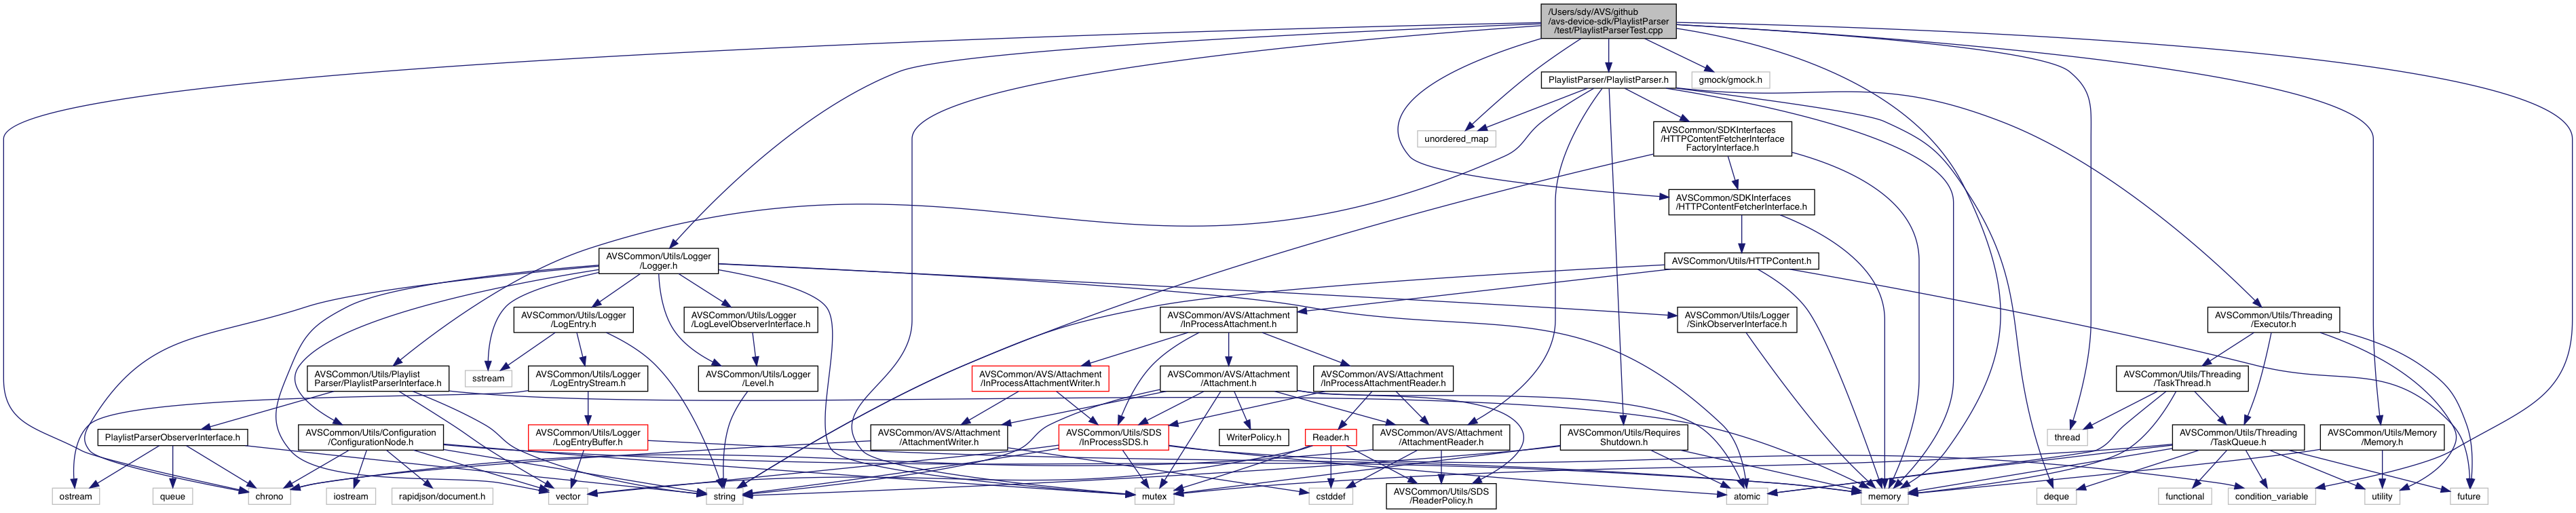 /Users/sdy/AVS/github
/avs-device-sdk/PlaylistParser
/test/PlaylistParserTest.cpp
PlaylistParser/PlaylistParser.h
gmock/gmock.h
unordered_map
AVSCommon/SDKInterfaces
/HTTPContentFetcherInterface
FactoryInterface.h
AVSCommon/SDKInterfaces
/HTTPContentFetcherInterface.h
AVSCommon/Utils/Logger
/Logger.h
AVSCommon/Utils/HTTPContent.h
AVSCommon/Utils/Logger
/LogEntry.h
AVSCommon/Utils/Logger
/LogLevelObserverInterface.h
AVSCommon/AVS/Attachment
/InProcessAttachment.h
AVSCommon/Utils/Logger
/SinkObserverInterface.h
AVSCommon/Utils/Threading
/Executor.h
AVSCommon/Utils/Playlist
Parser/PlaylistParserInterface.h
sstream
AVSCommon/Utils/Logger
/LogEntryStream.h
AVSCommon/Utils/Logger
/Level.h
AVSCommon/AVS/Attachment
/InProcessAttachmentWriter.h
AVSCommon/AVS/Attachment
/Attachment.h
AVSCommon/AVS/Attachment
/InProcessAttachmentReader.h
AVSCommon/Utils/Threading
/TaskThread.h
PlaylistParserObserverInterface.h
AVSCommon/Utils/Configuration
/ConfigurationNode.h
AVSCommon/Utils/Logger
/LogEntryBuffer.h
AVSCommon/AVS/Attachment
/AttachmentWriter.h
AVSCommon/Utils/SDS
/InProcessSDS.h
WriterPolicy.h
Reader.h
AVSCommon/AVS/Attachment
/AttachmentReader.h
AVSCommon/Utils/Requires
Shutdown.h
thread
AVSCommon/Utils/Threading
/TaskQueue.h
AVSCommon/Utils/Memory
/Memory.h
ostream
queue
chrono
iostream
rapidjson/document.h
vector
string
mutex
cstddef
AVSCommon/Utils/SDS
/ReaderPolicy.h
atomic
memory
deque
functional
condition_variable
utility
future